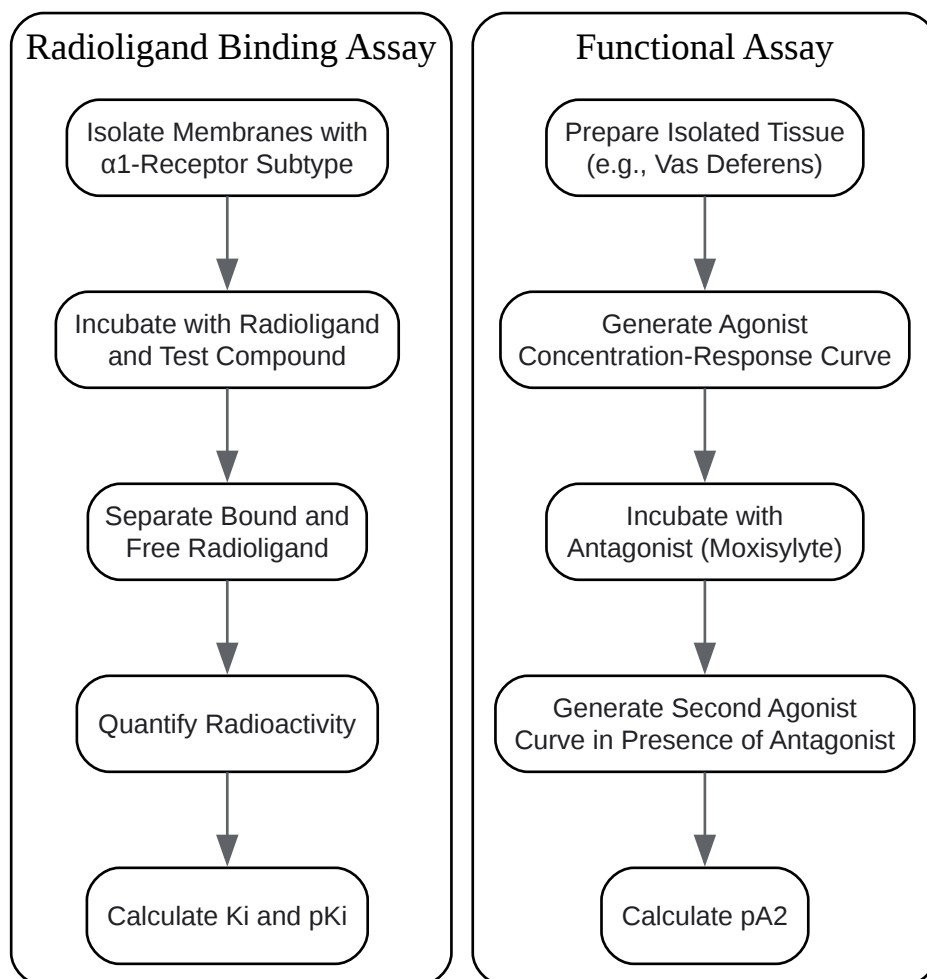 Radioligand Binding Assay
Isolate Membranes with
α1-Receptor Subtype
Incubate with Radioligand
and Test Compound
Separate Bound and
Free Radioligand
Quantify Radioactivity
Calculate Ki and pKi
Functional Assay
Prepare Isolated Tissue
(e.g., Vas Deferens)
Generate Agonist
Concentration-Response Curve
Incubate with
Antagonist (Moxisylyte)
Generate Second Agonist
Curve in Presence of Antagonist
Calculate pA2